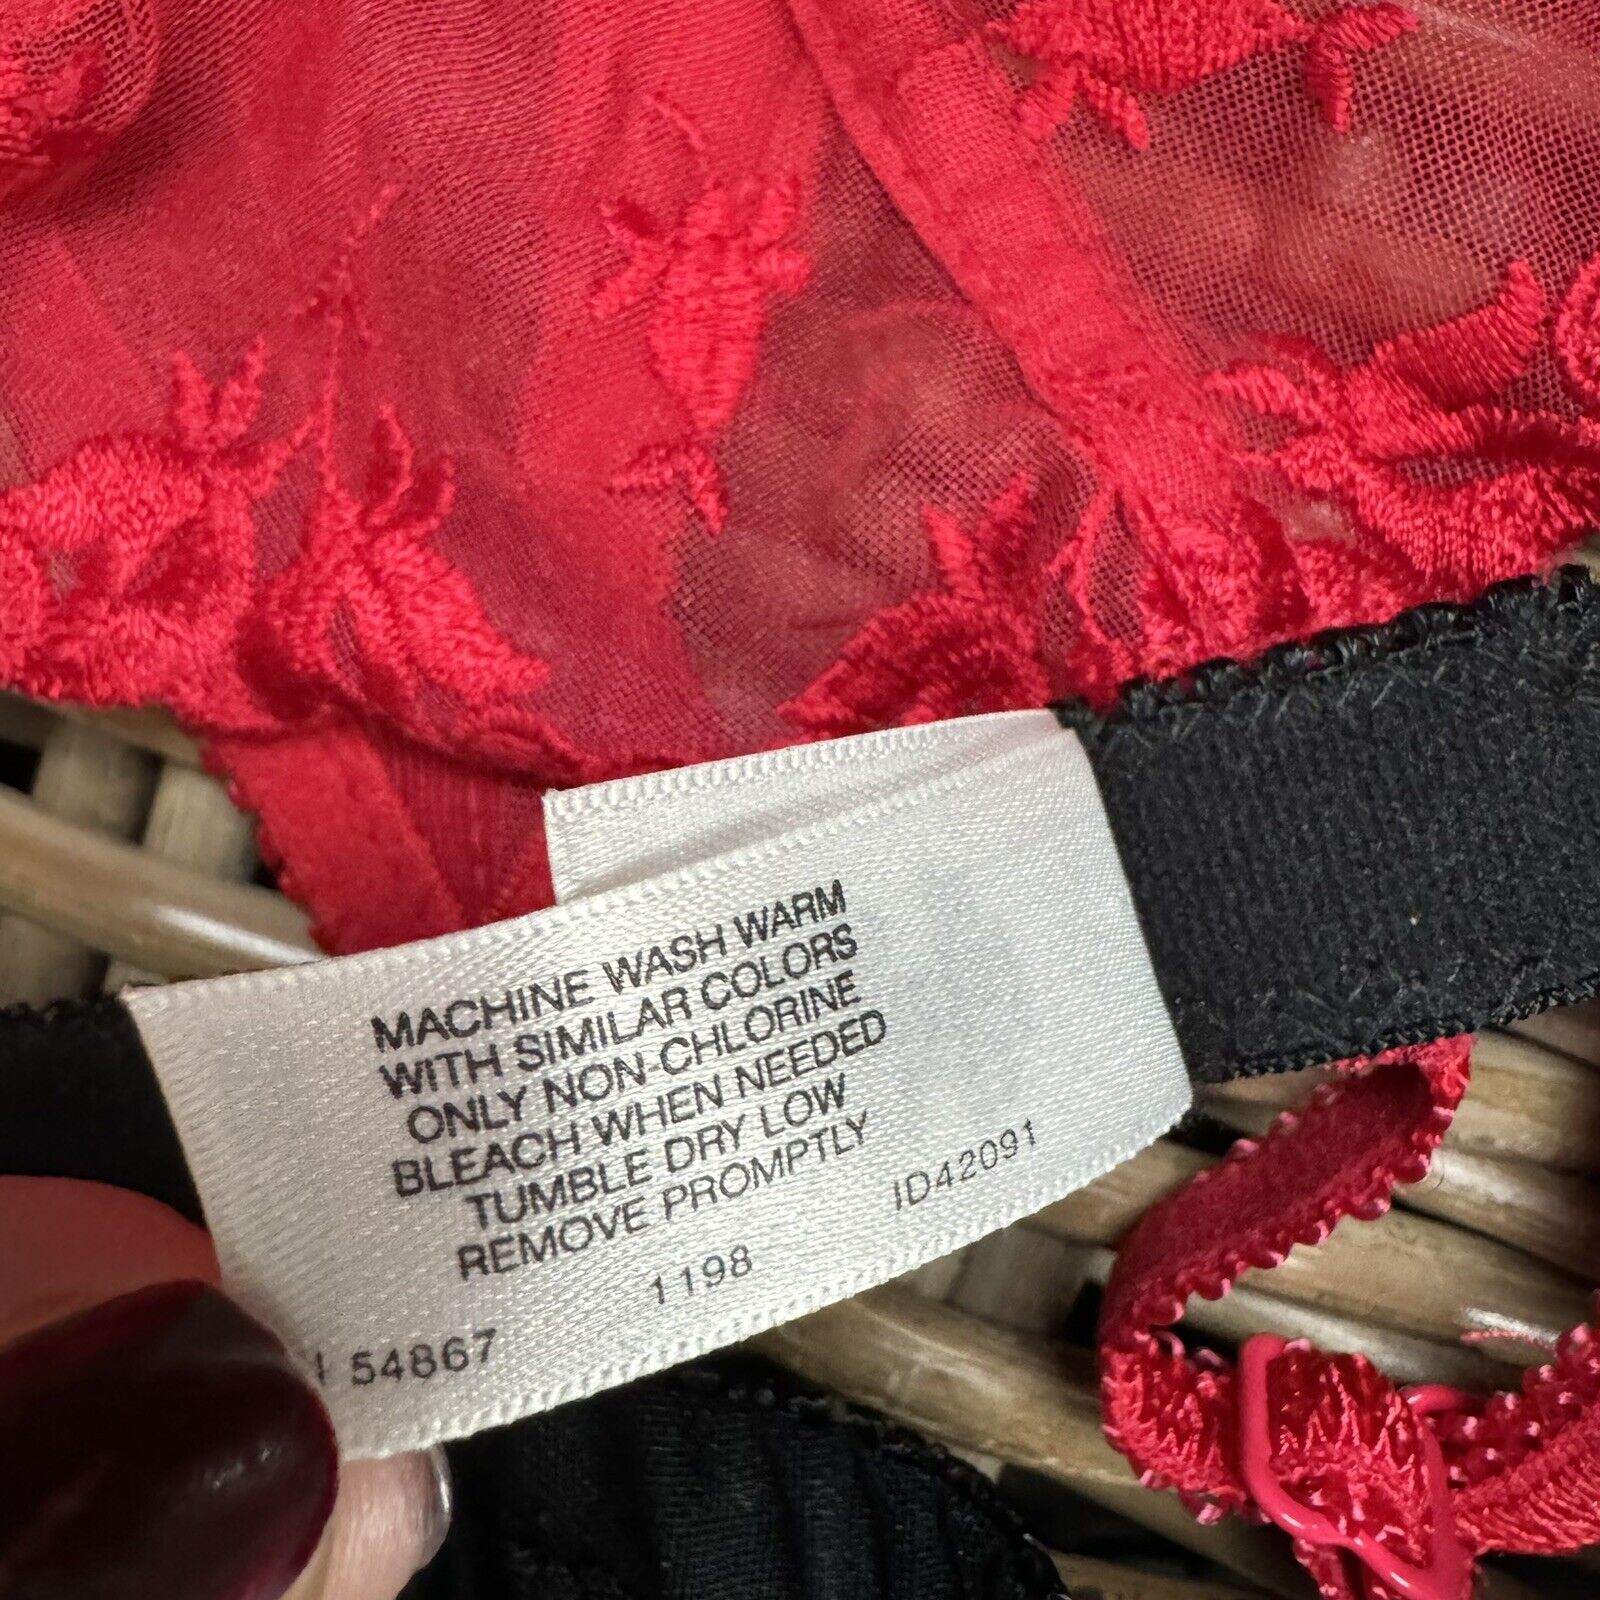 MACHINE WASH WARM
WITH SIMILAR COLORS
ONLY NON-CHLORINE
BLEACH WHEN NEEDED
TUMBLE DRY LOW
REMOVE PROMPTLY
ID42091
1198
54867